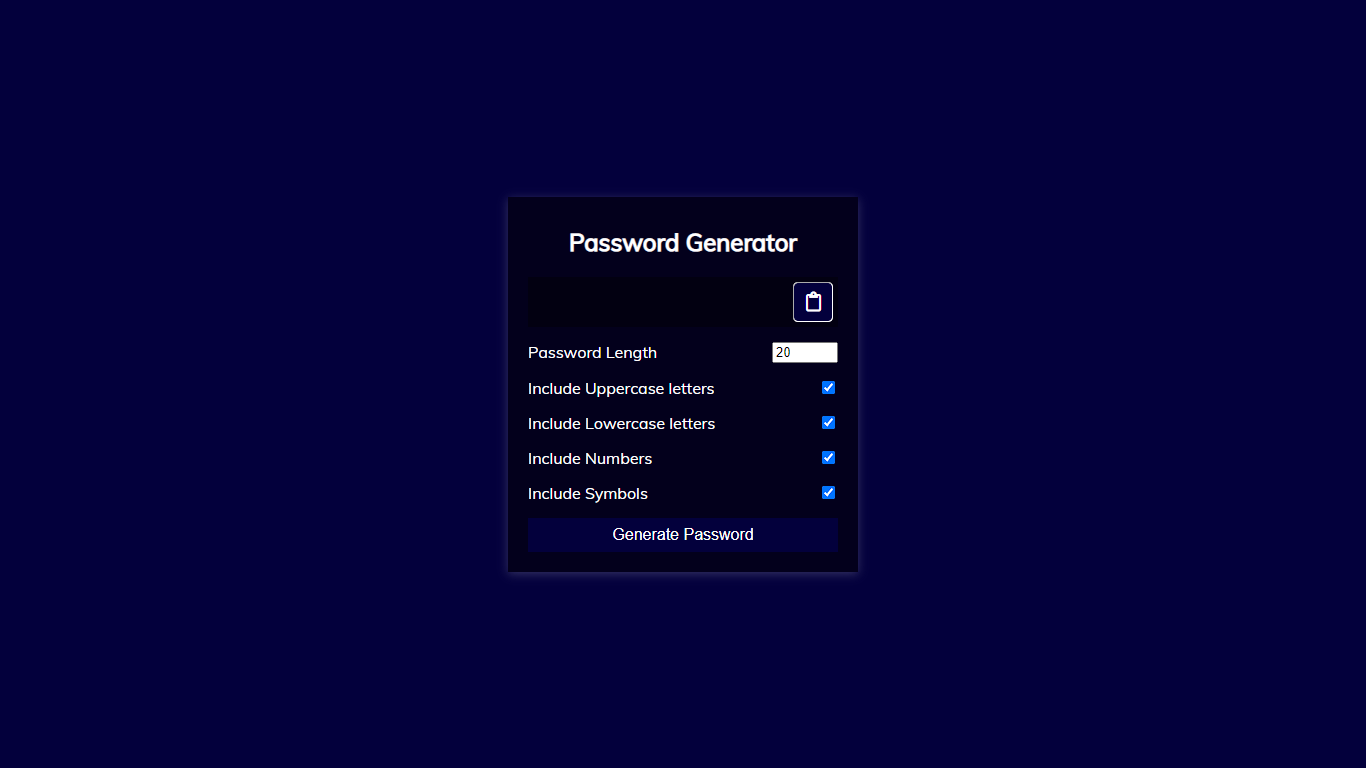 Password Generator
Password Length 20
Include Uppercase letters
Include Lowercase letters
Include Numbers
Include Symbols
Generate Password